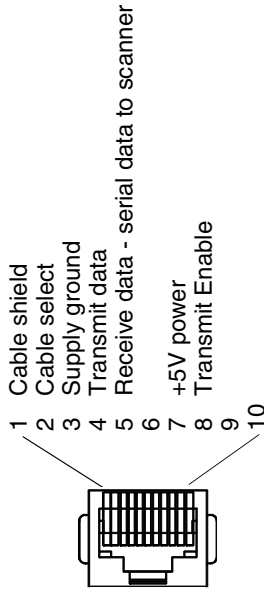 1 Cable shield
2 Cable select
3 Supply ground
4 Transmit data
5 Receive data - serial data to scanner
6
7 +5V power
8 Transmit Enable
9
10